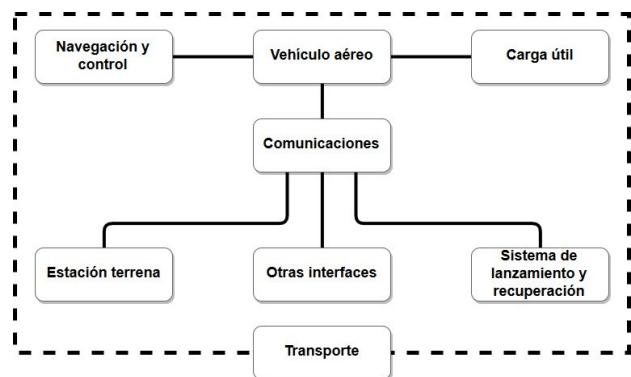 Navegación y
control
Vehículo aéreo
Carga útil
Comunicaciones
Estación terrena
Otras interfaces
Sistema de
lanzamiento y
recuperación
Transporte